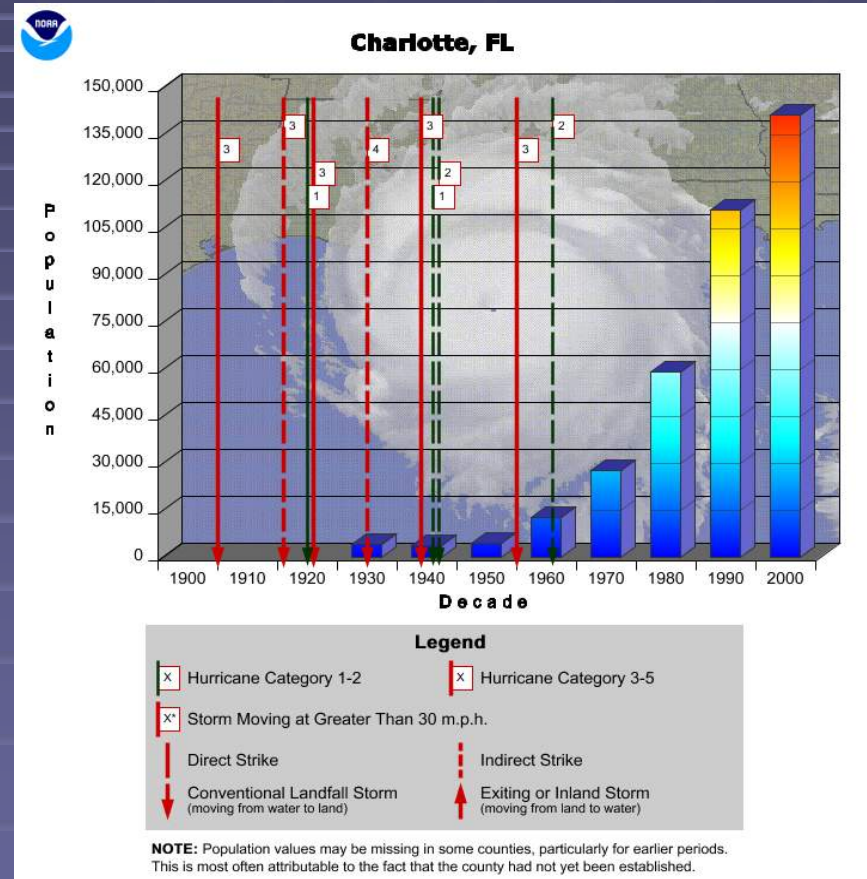 NOAA
Charlotte, FL
150,000
135,000
120,000
105,000
90,000
75,000
60,000
45,000
30,000
15,000
0
Population
3
3
3
1
4
3
2
1
3
2
1900 1910 1920 1930 1940 1950 1960 1970 1980 1990 2000
Decade
Legend
X Hurricane Category 1-2
X Hurricane Category 3-5
X* Storm Moving at Greater Than 30 m.p.h.
Direct Strike
Indirect Strike
Conventional Landfall Storm
(moving from water to land)
Exiting or Inland Storm
(moving from land to water)
NOTE: Population values may be missing in some counties, particularly for earlier periods.
This is most often attributable to the fact that the county had not yet been established.